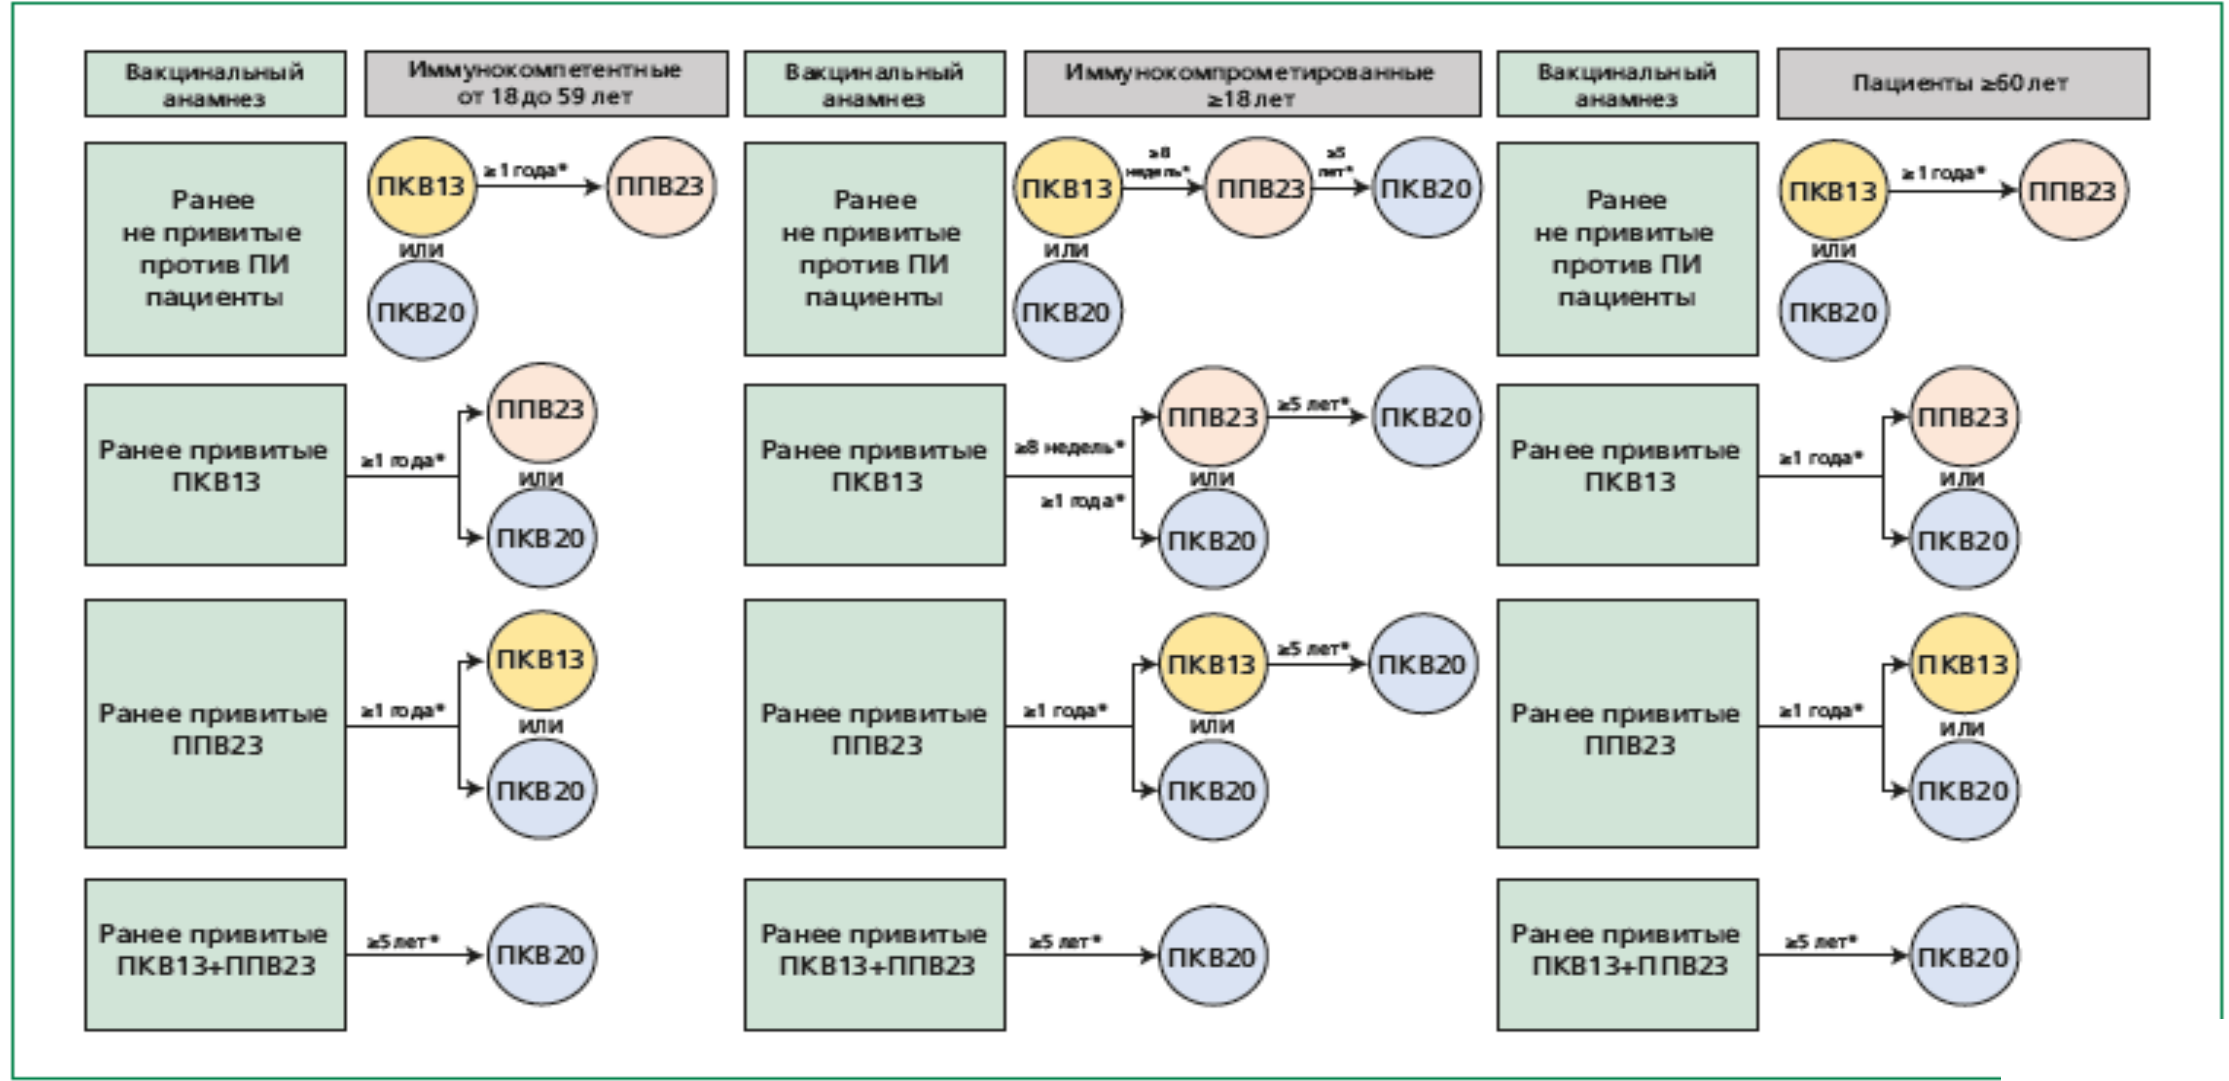 Вакцинальный
анамнез
Иммунокомпетентные
от 18 до 59 лет
Ранее
не привитые
против ПИ
пациенты
ПКВ13
≥1 года*
ППВ23
или
ПКВ20
Ранее привитые
ПКВ13
≥1 года*
ППВ23
или
ПКВ20
Ранее привитые
ППВ23
≥1 года*
ПКВ13
или
ПКВ20
Ранее привитые
ПКВ13+ППВ23
≥5 лет*
ПКВ20
Вакцинальный
анамнез
Иммунокомпрометированные
≥18 лет
Ранее
не привитые
против ПИ
пациенты
ПКВ13
≥8
недель*
ППВ23
≥5
лет*
ПКВ20
или
ПКВ20
Ранее привитые
ПКВ13
≥8 недель*
≥1 года*
ППВ23
≥5 лет*
ПКВ20
или
ПКВ20
Ранее привитые
ППВ23
≥1 года*
ПКВ13
≥5 лет*
ПКВ20
или
ПКВ20
Ранее привитые
ПКВ13+ППВ23
≥5 лет*
ПКВ20
Вакцинальный
анамнез
Пациенты ≥60 лет
Ранее
не привитые
против ПИ
пациенты
ПКВ13
≥1 года*
ППВ23
или
ПКВ20
Ранее привитые
ПКВ13
≥1 года*
ППВ23
или
ПКВ20
Ранее привитые
ППВ23
≥1 года*
ПКВ13
или
ПКВ20
Ранее привитые
ПКВ13+ППВ23
≥5 лет*
ПКВ20